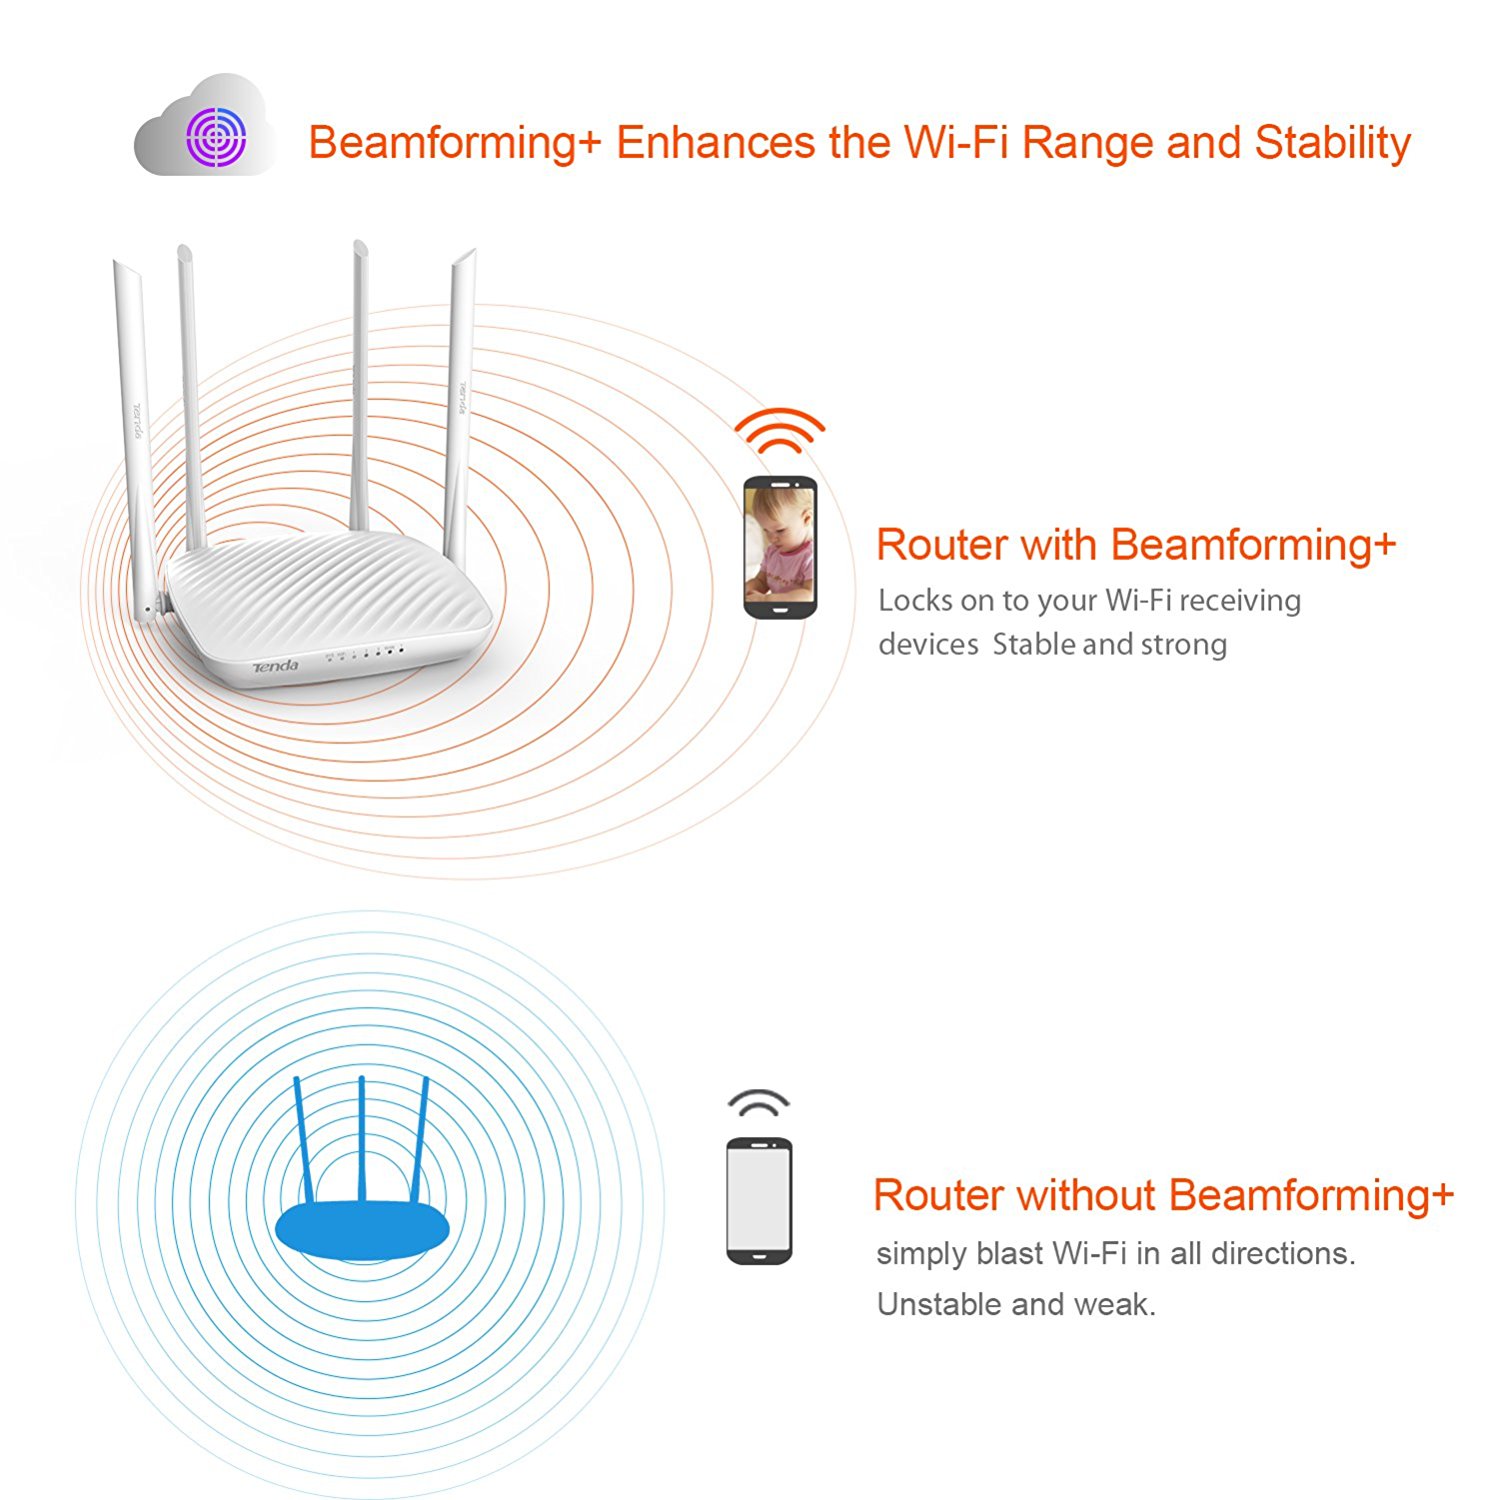 Beamforming+ Enhances the Wi-Fi Range and Stability
Tenda
Tenda
Router with Beamforming+
Locks on to your Wi-Fi receiving
devices Stable and strong
Tenda
Router without Beamforming+
simply blast Wi-Fi in all directions.
Unstable and weak.